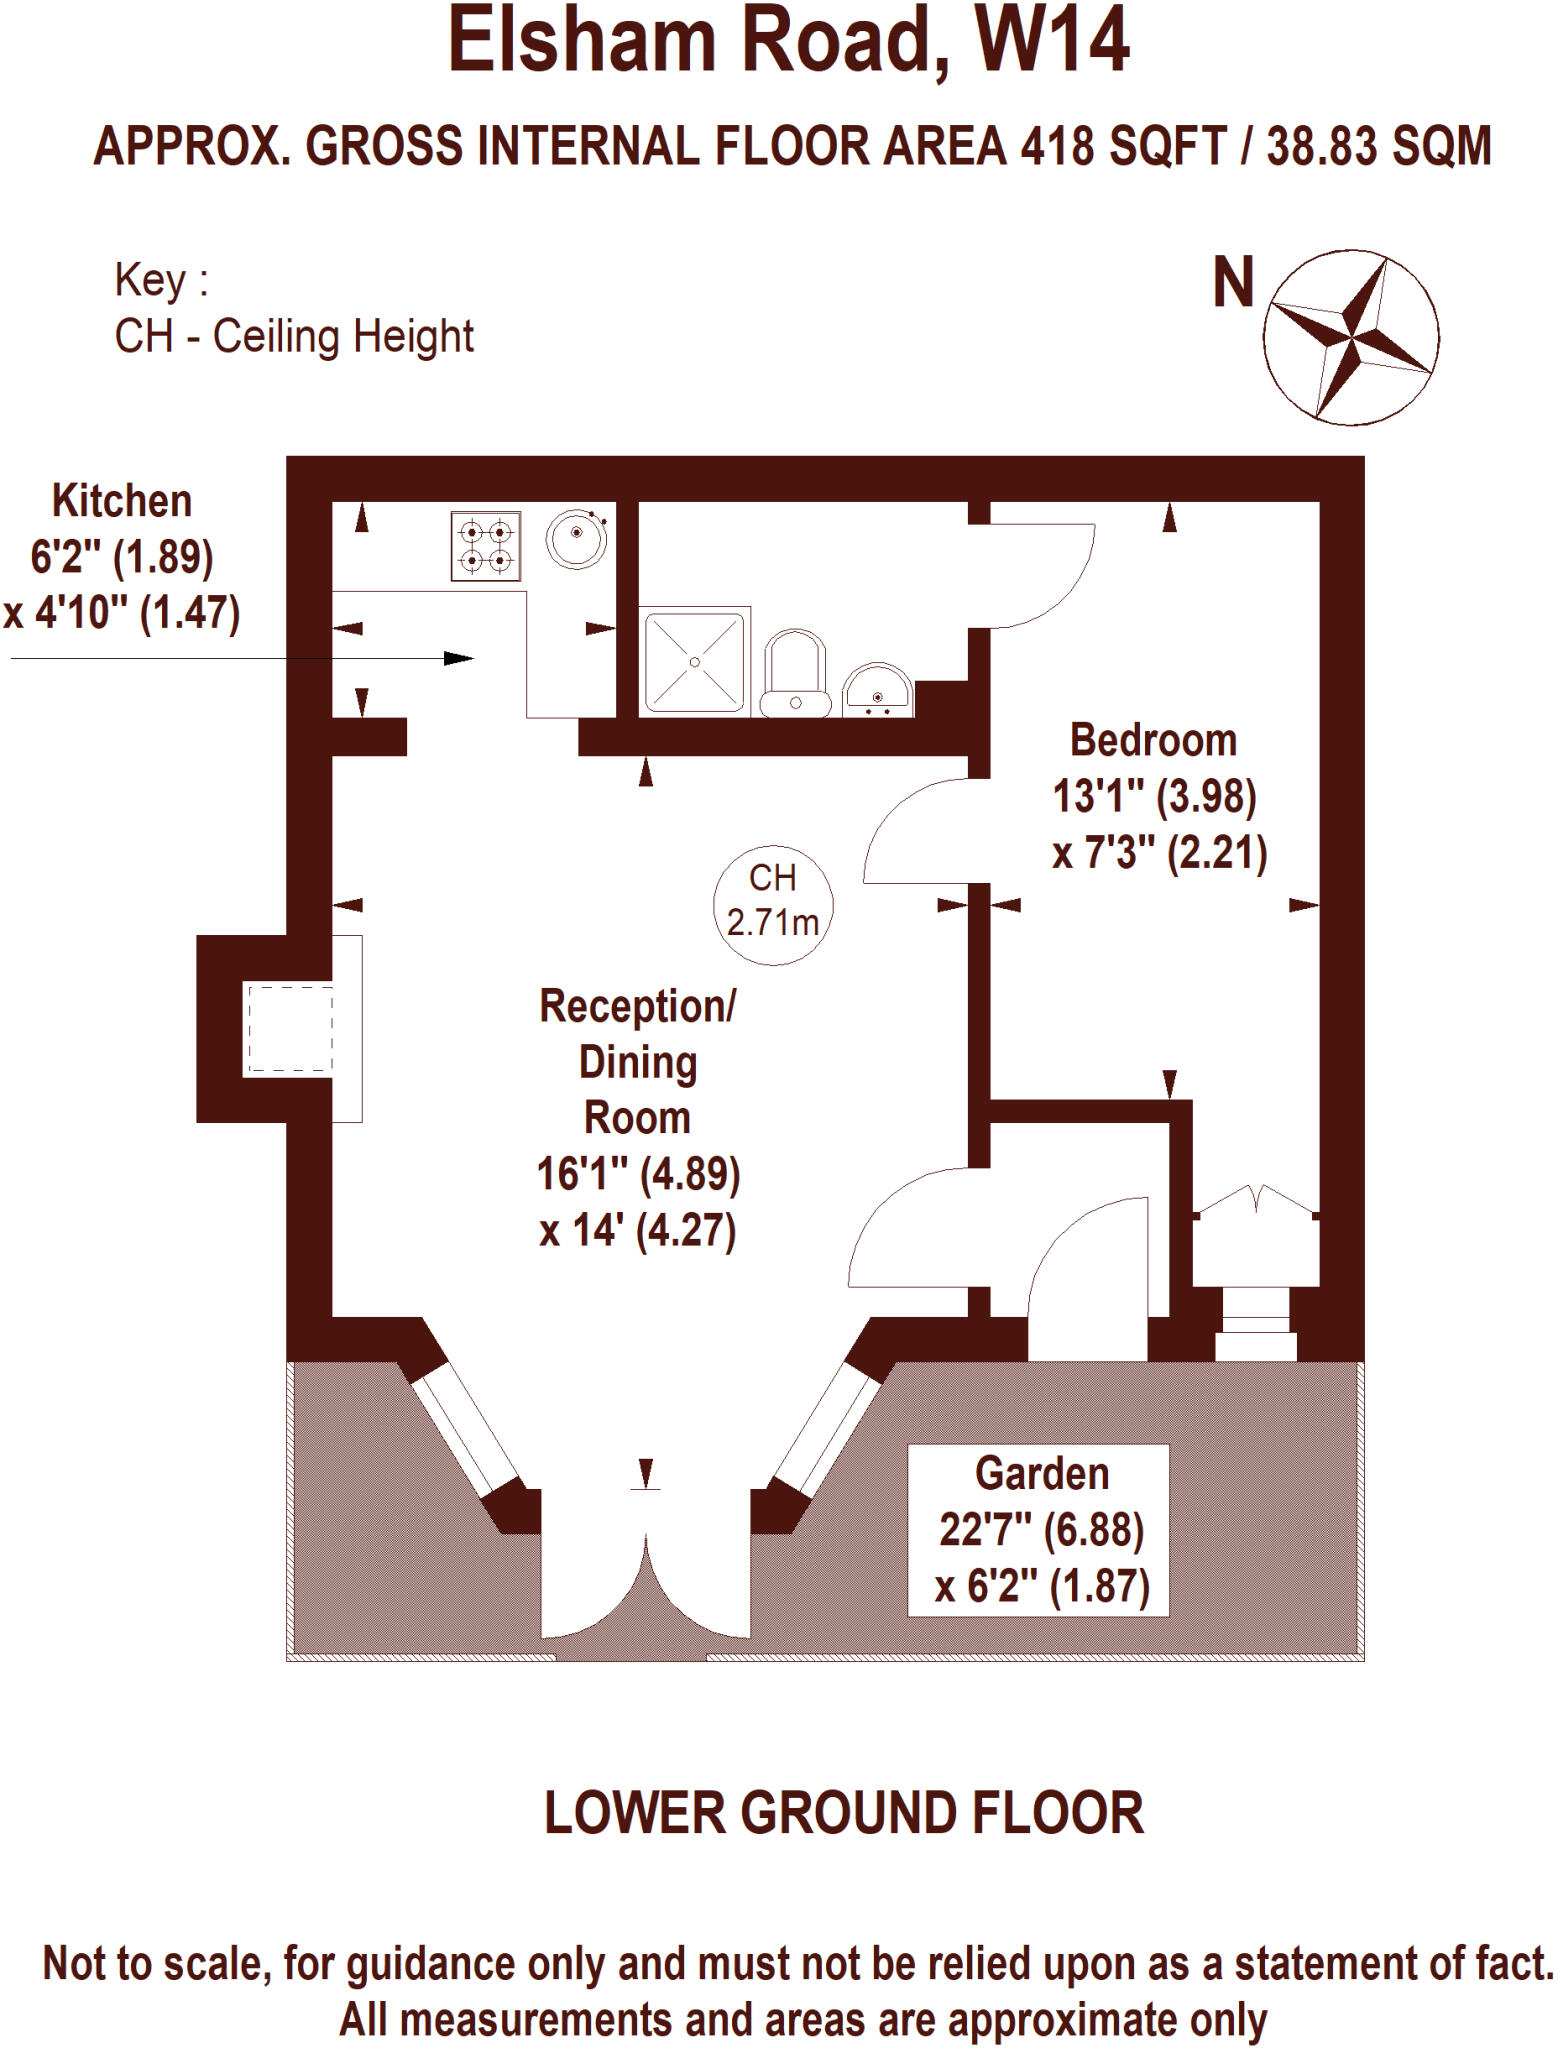 Elsham Road, W14
APPROX. GROSS INTERNAL FLOOR AREA 418 SQFT / 38.83 SQM
Key :
CH - Ceiling Height
N
Kitchen
6'2" (1.89)
x 4'10" (1.47)
Bedroom
13'1" (3.98)
x 7'3" (2.21)
CH
2.71m
Reception/
Dining
Room
16'1" (4.89)
x 14' (4.27)
Garden
22'7" (6.88)
x 6'2" (1.87)
LOWER GROUND FLOOR
Not to scale, for guidance only and must not be relied upon as a statement of fact.
All measurements and areas are approximate only